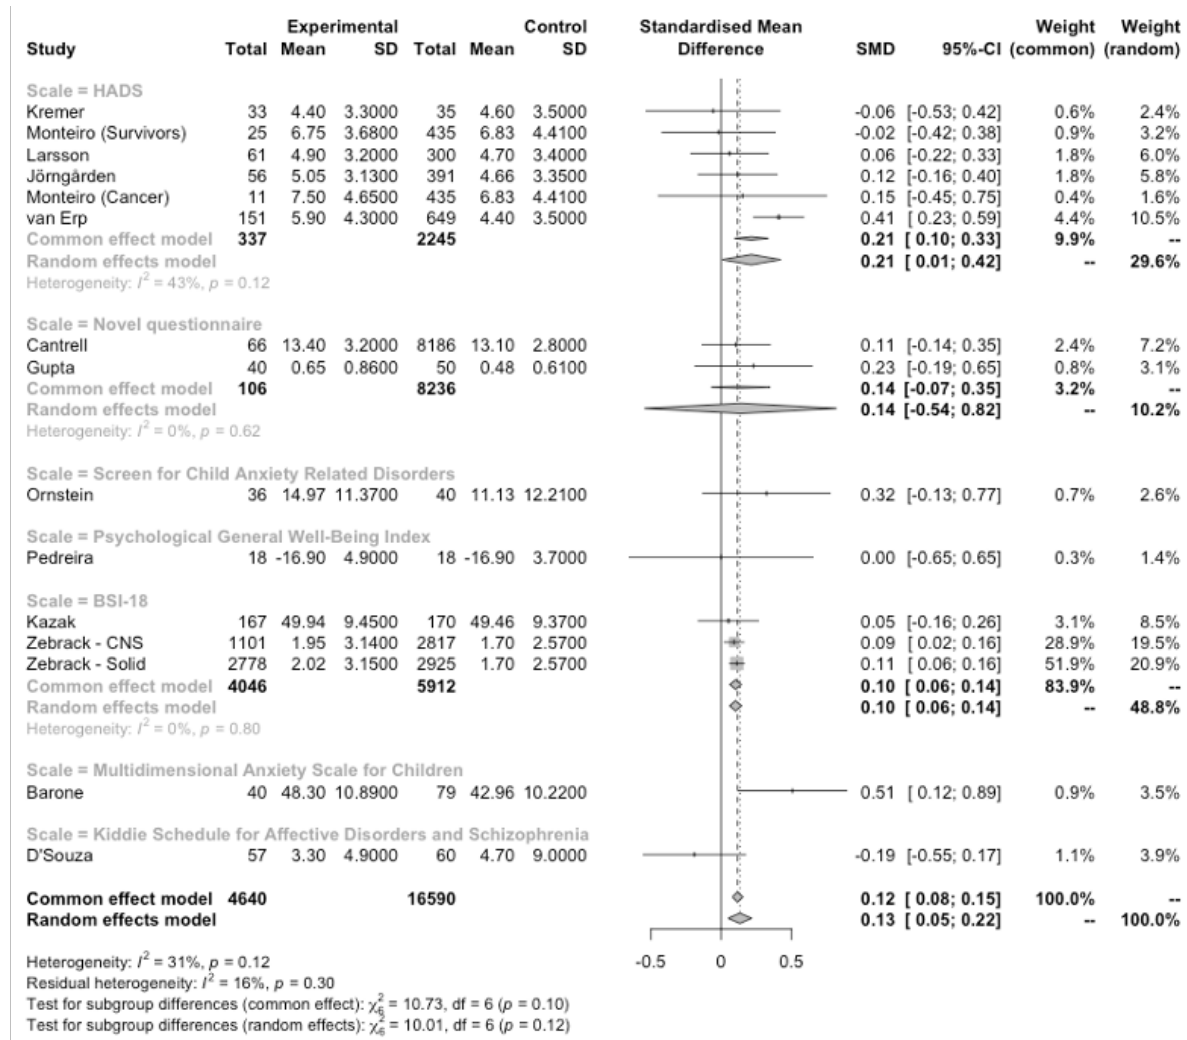 Experimental Control Standardised Mean Weight Weight
Study Total Mean SD Total Mean SD Difference SMD 95%-CI (common) (random)
Scale = HADS
Kremer 33 4.40 3.3000 35 4.60 3.5000 -0.06 [-0.53; 0.42] 0.6% 2.4%
Monteiro (Survivors) 25 6.75 3.6800 435 6.83 4.4100 -0.02 [-0.42; 0.38] 0.9% 3.2%
Larsson 61 4.90 3.2000 300 4.70 3.4000 0.06 [-0.22; 0.33] 1.8% 6.0%
Jörngården 56 5.05 3.1300 391 4.66 3.3500 0.12 [-0.16; 0.40] 1.8% 5.8%
Monteiro (Cancer) 11 7.50 4.6500 435 6.83 4.4100 0.15 [-0.45; 0.75] 0.4% 1.6%
van Erp 151 5.90 4.3000 649 4.40 3.5000 0.41 [ 0.23; 0.59] 4.4% 10.5%
Common effect model 337 2245 0.21 [ 0.10; 0.33] 9.9% --
Random effects model 0.21 [ 0.01; 0.42] -- 29.6%
Heterogeneity: I² = 43%, p = 0.12
Scale = Novel questionnaire
Cantrell 66 13.40 3.2000 8186 13.10 2.8000 0.11 [-0.14; 0.35] 2.4% 7.2%
Gupta 40 0.65 0.8600 50 0.48 0.6100 0.23 [-0.19; 0.65] 0.8% 3.1%
Common effect model 106 8236 0.14 [-0.07; 0.35] 3.2% --
Random effects model 0.14 [-0.54; 0.82] -- 10.2%
Heterogeneity: I² = 0%, p = 0.62
Scale = Screen for Child Anxiety Related Disorders
Ornstein 36 14.97 11.3700 40 11.13 12.2100 0.32 [-0.13; 0.77] 0.7% 2.6%
Scale = Psychological General Well-Being Index
Pedreira 18 -16.90 4.9000 18 -16.90 3.7000 0.00 [-0.65; 0.65] 0.3% 1.4%
Scale = BSI-18
Kazak 167 49.94 9.4500 170 49.46 9.3700 0.05 [-0.16; 0.26] 3.1% 8.5%
Zebrack - CNS 1101 1.95 3.1400 2817 1.70 2.5700 0.09 [ 0.02; 0.16] 28.9% 19.5%
Zebrack - Solid 2778 2.02 3.1500 2925 1.70 2.5700 0.11 [ 0.06; 0.16] 51.9% 20.9%
Common effect model 4046 5912 0.10 [ 0.06; 0.14] 83.9% --
Random effects model 0.10 [ 0.06; 0.14] -- 48.8%
Heterogeneity: I² = 0%, p = 0.80
Scale = Multidimensional Anxiety Scale for Children
Barone 40 48.30 10.8900 79 42.96 10.2200 0.51 [ 0.12; 0.89] 0.9% 3.5%
Scale = Kiddie Schedule for Affective Disorders and Schizophrenia
D'Souza 57 3.30 4.9000 60 4.70 9.0000 -0.19 [-0.55; 0.17] 1.1% 3.9%
Common effect model 4640 16590 0.12 [ 0.08; 0.15] 100.0% --
Random effects model 0.13 [ 0.05; 0.22] -- 100.0%
-0.5 0 0.5
Heterogeneity: I² = 31%, p = 0.12
Residual heterogeneity: I² = 16%, p = 0.30
Test for subgroup differences (common effect): χ²₆ = 10.73, df = 6 (p = 0.10)
Test for subgroup differences (random effects): χ²₆ = 10.01, df = 6 (p = 0.12)